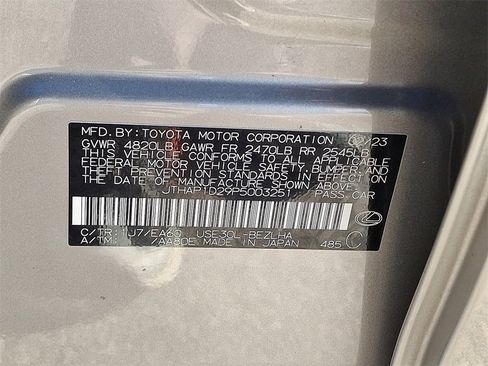 MFD. BY: TOYOTA MOTOR CORPORATION 02/23
GVWR 4820LB GAWR FR 2470LB RR 2545LB
THIS VEHICLE CONFORMS TO ALL APPLICABLE
FEDERAL MOTOR VEHICLE SAFETY, BUMPER, AND
THEFT PREVENTION STANDARDS IN EFFECT
ON THE DATE OF MANUFACTURE SHOWN ABOVE.
JTHAP1D29P5003251 PASS.CAR
C/TR: 1J7/EA60 USE30L-BEZLHA
A/TM: /AA80E MADE IN JAPAN 485 C